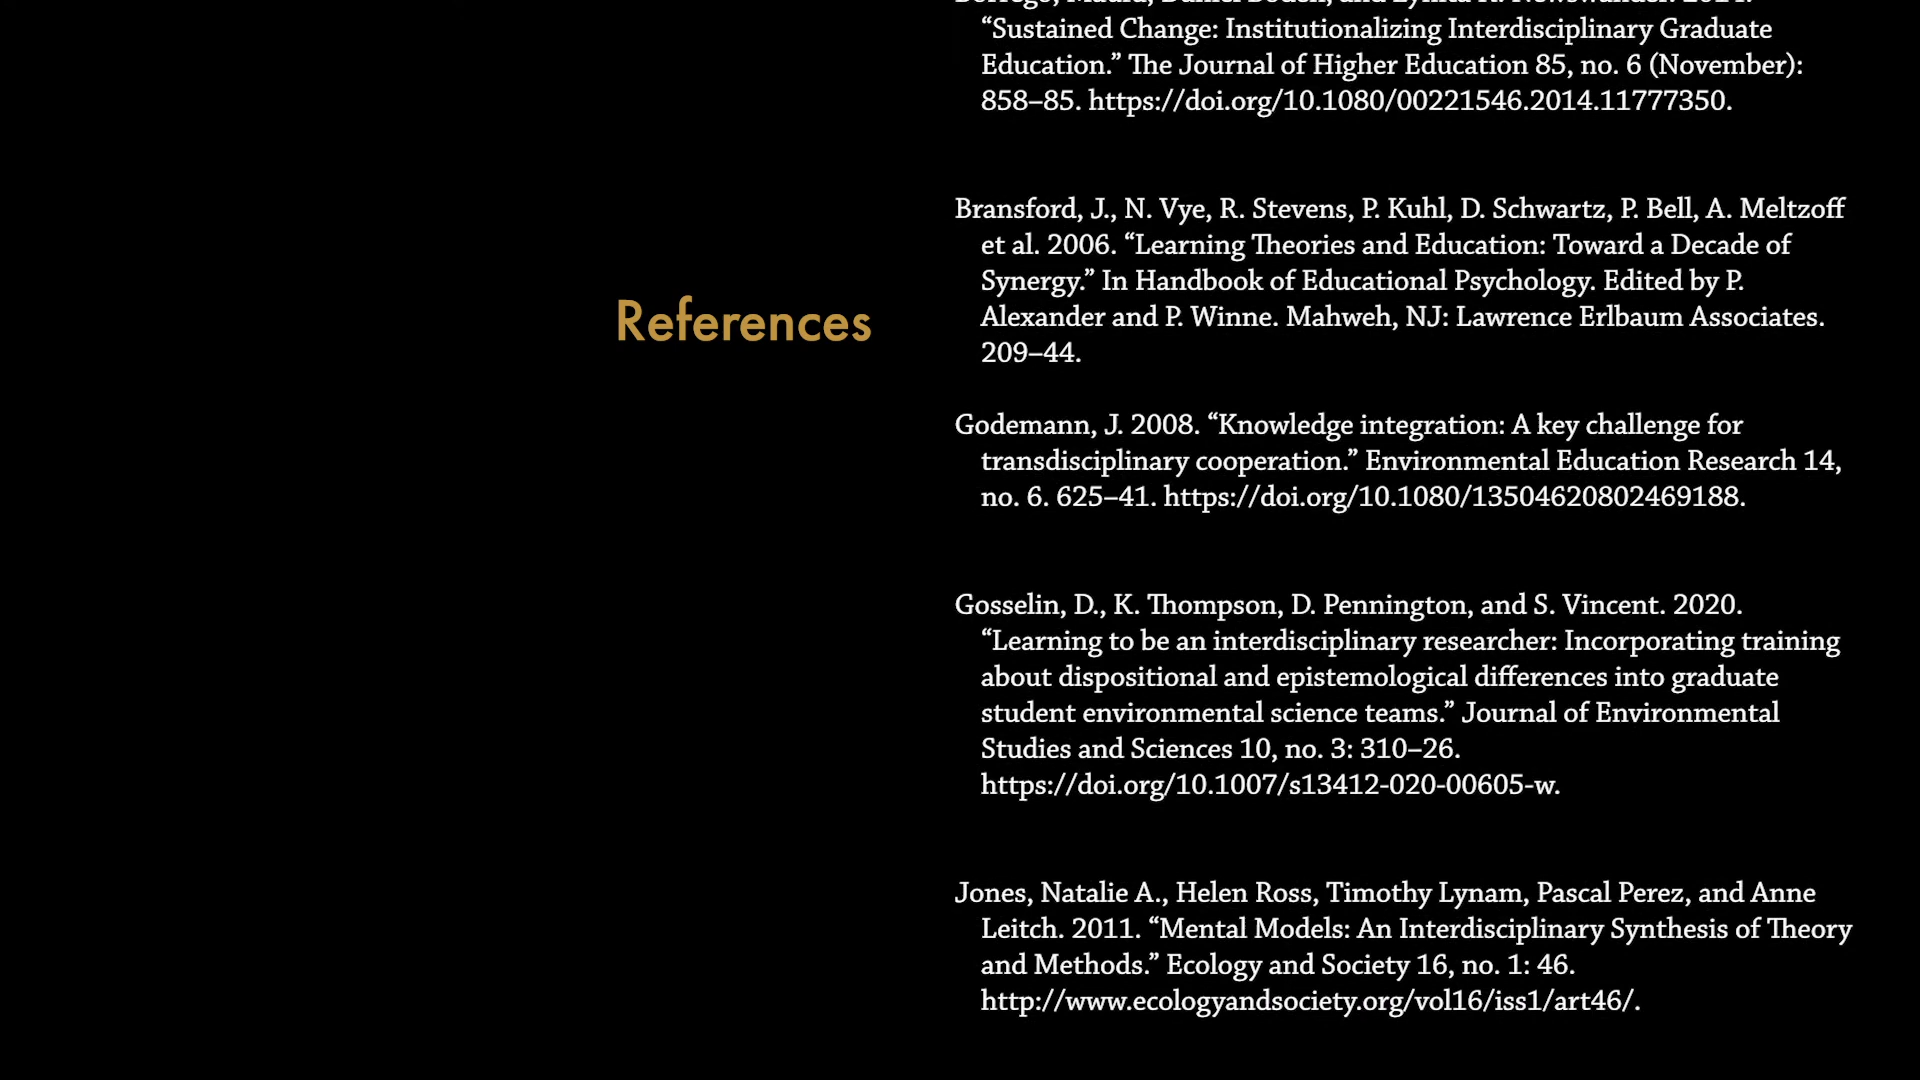 References
“Sustained Change: Institutionalizing Interdisciplinary Graduate
Education.” The Journal of Higher Education 85, no. 6 (November):
858–85. https://doi.org/10.1080/00221546.2014.11777350.
Bransford, J., N. Vye, R. Stevens, P. Kuhl, D. Schwartz, P. Bell, A. Meltzoff
et al. 2006. “Learning Theories and Education: Toward a Decade of
Synergy.” In Handbook of Educational Psychology. Edited by P.
Alexander and P. Winne. Mahweh, NJ: Lawrence Erlbaum Associates.
209–44.
Godemann, J. 2008. “Knowledge integration: A key challenge for
transdisciplinary cooperation.” Environmental Education Research 14,
no. 6. 625–41. https://doi.org/10.1080/13504620802469188.
Gosselin, D., K. Thompson, D. Pennington, and S. Vincent. 2020.
“Learning to be an interdisciplinary researcher: Incorporating training
about dispositional and epistemological differences into graduate
student environmental science teams.” Journal of Environmental
Studies and Sciences 10, no. 3: 310–26.
https://doi.org/10.1007/s13412-020-00605-w.
Jones, Natalie A., Helen Ross, Timothy Lynam, Pascal Perez, and Anne
Leitch. 2011. “Mental Models: An Interdisciplinary Synthesis of Theory
and Methods.” Ecology and Society 16, no. 1: 46.
http://www.ecologyandsociety.org/vol16/iss1/art46/.